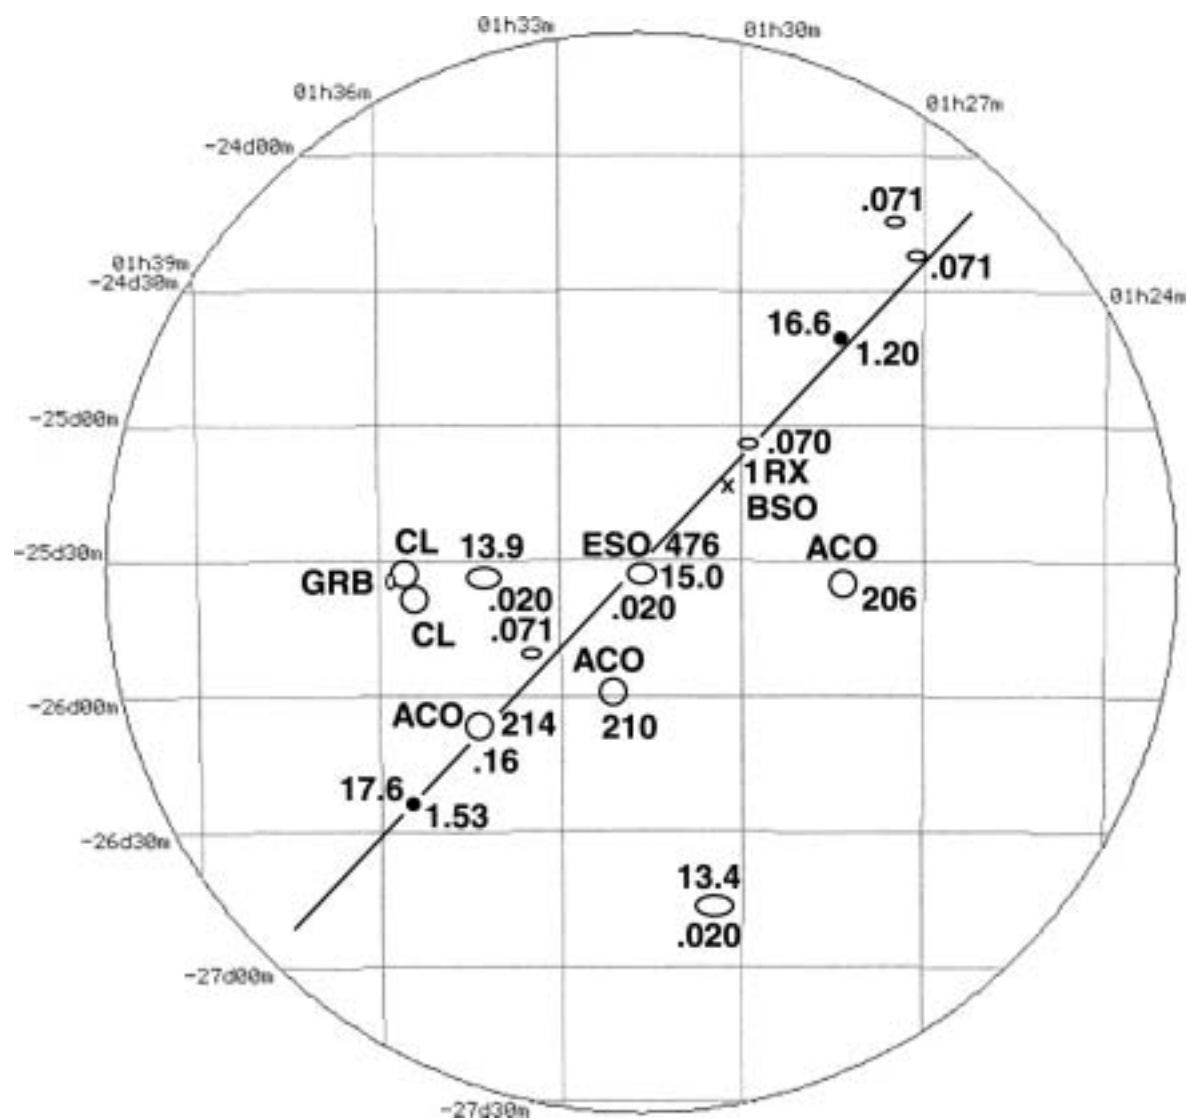 01h33m
01h30m
01h36m
01h27m
-24d00m
.071
01h39m
-24d30m
.071
01h24m
16.6
1.20
-25d00m
.070
1RX
BSO
-25d30m
CL
13.9
ESO 476
ACO
GRB
.020
15.0
206
CL
.071
.020
ACO
-26d00m
ACO
214
210
.16
17.6
1.53
-26d30m
13.4
.020
-27d00m
-27d30m